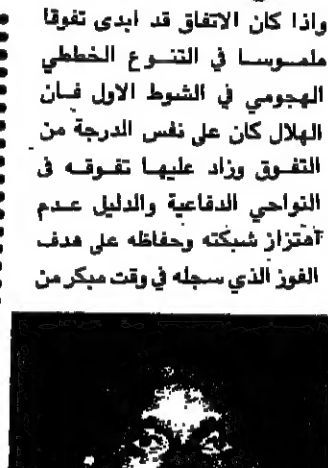 واذا كان الاتفاق قد ابدى تفوقا
ملموسا في التنوع الخططي
الهجومي في الشوط الاول فان
الهلال كان على نفس الدرجة من
التفوق وزاد عليها تفوقه في
النواحي الدفاعية والدليل عدم
اهتزاز شبكته وحفاظه على هدف
الفوز الذي سجله في وقت مبكر من